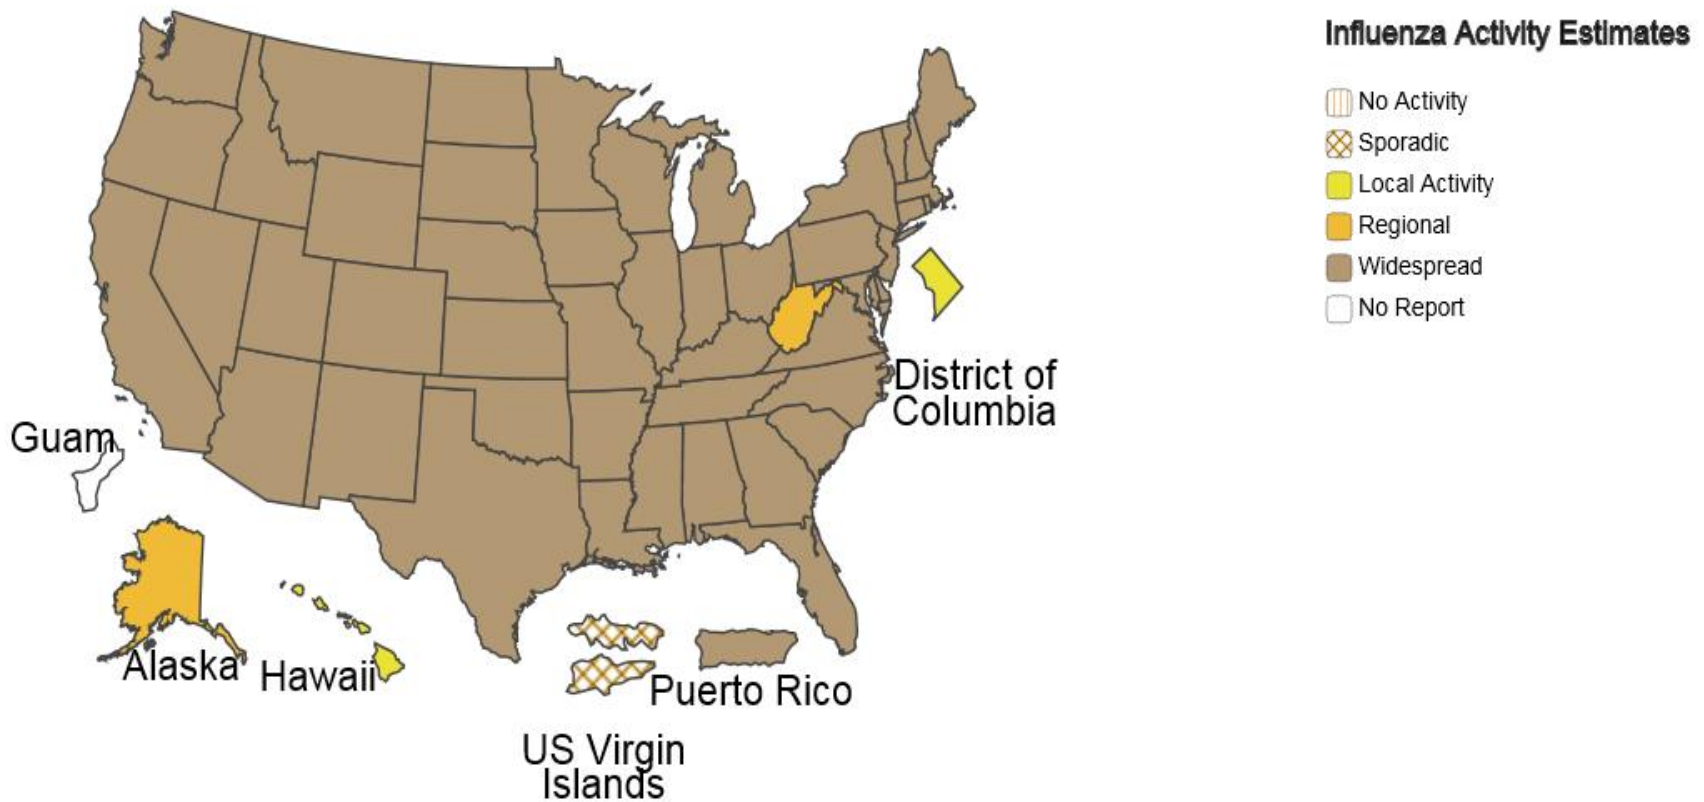 Influenza Activity Estimates
No Activity
Sporadic
Local Activity
Regional
Widespread
No Report
District of
Columbia
Guam
Alaska
Hawaii
Puerto Rico
US Virgin
Islands